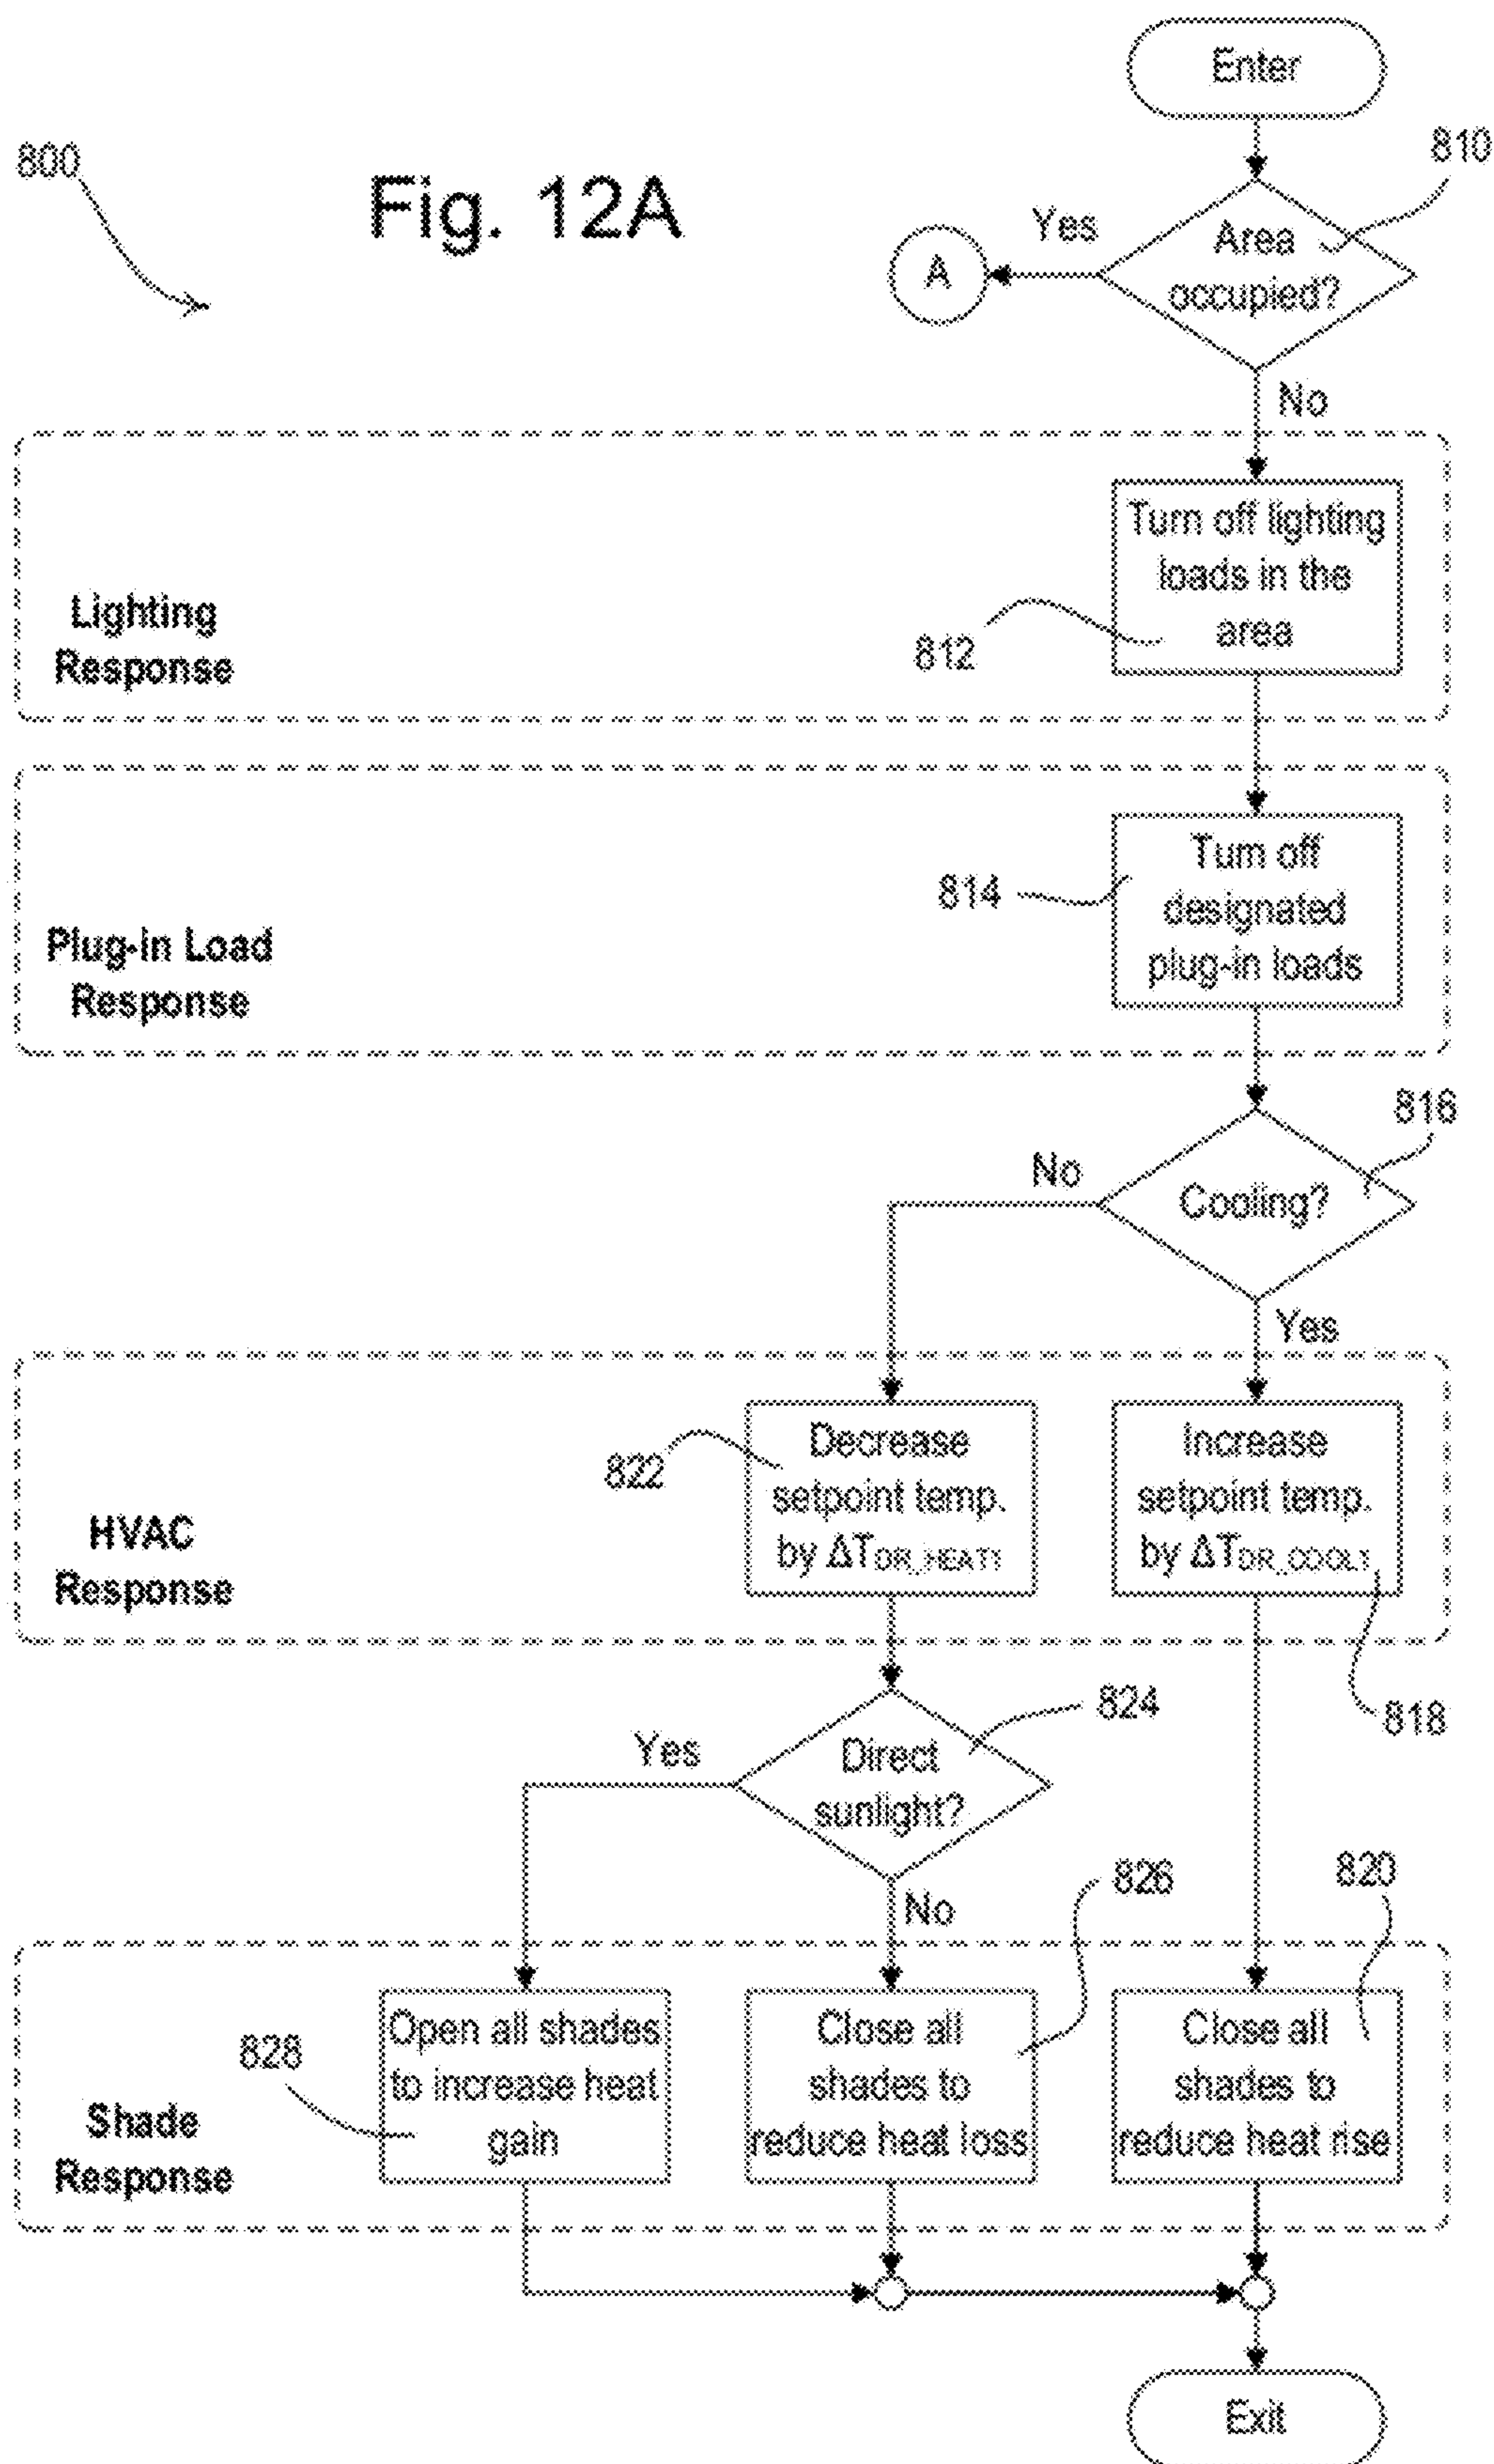 Enter
800
Fig. 12A
810
Yes
Area
occupied?
A
No
Turn off lighting
loads in the
area
Lighting
Response
812
Turn off
designated
plug-in loads
814
Plug-in Load
Response
816
No
Cooling?
Yes
Decrease
setpoint temp.
by ΔTDR_HEAT1
822
Increase
setpoint temp.
by ΔTDR_COOL1
HVAC
Response
818
824
Yes
Direct
sunlight?
826
820
No
Open all shades
to increase heat
gain
828
Close all
shades to
reduce heat loss
Close all
shades to
reduce heat rise
Shade
Response
Exit